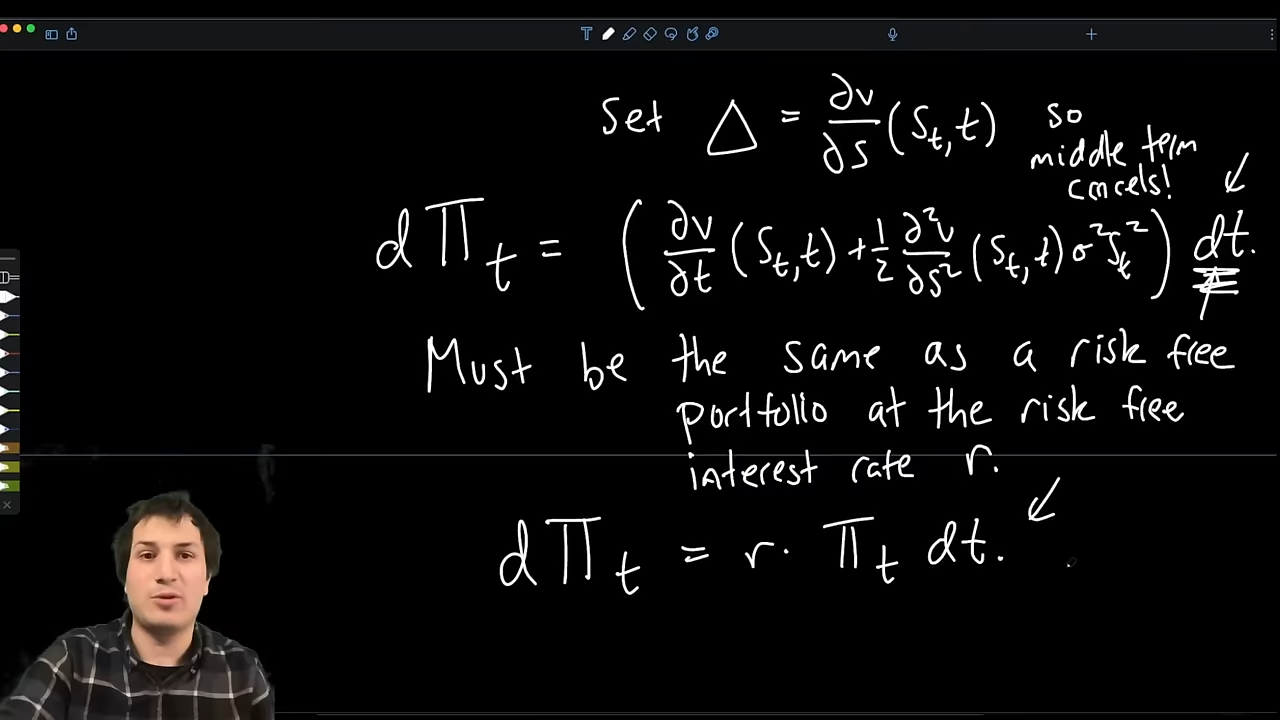 Set Δ = ∂v/∂s (S_t, t) so
middle term
cancels!
dΠ_t = ( ∂v/∂t (S_t, t) + 1/2 ∂²v/∂s² (S_t, t) σ² S_t² ) dt.
Must be the same as a risk free
portfolio at the risk free
interest rate r.
dΠ_t = r · Π_t dt.